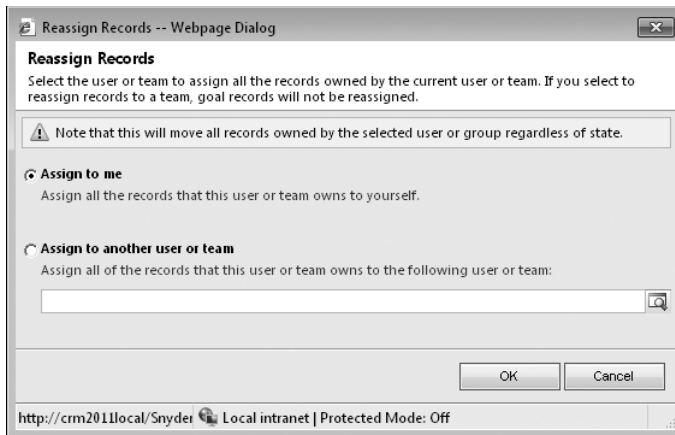 Reassign Records -- Webpage Dialog
Reassign Records
Select the user or team to assign all the records owned by the current user or team. If you select to
reassign records to a team, goal records will not be reassigned.
Note that this will move all records owned by the selected user or group regardless of state.
Assign to me
Assign all the records that this user or team owns to yourself.
Assign to another user or team
Assign all of the records that this user or team owns to the following user or team:
OK Cancel
http://crm2011local/Snyder Local intranet | Protected Mode: Off